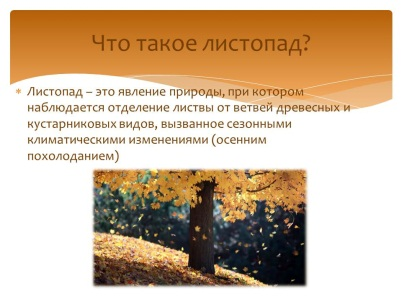 Что такое листопад?
Листопад – это явление природы, при котором
наблюдается отделение листвы от ветвей древесных и
кустарниковых видов, вызванное сезонными
климатическими изменениями (осенним
похолоданием)